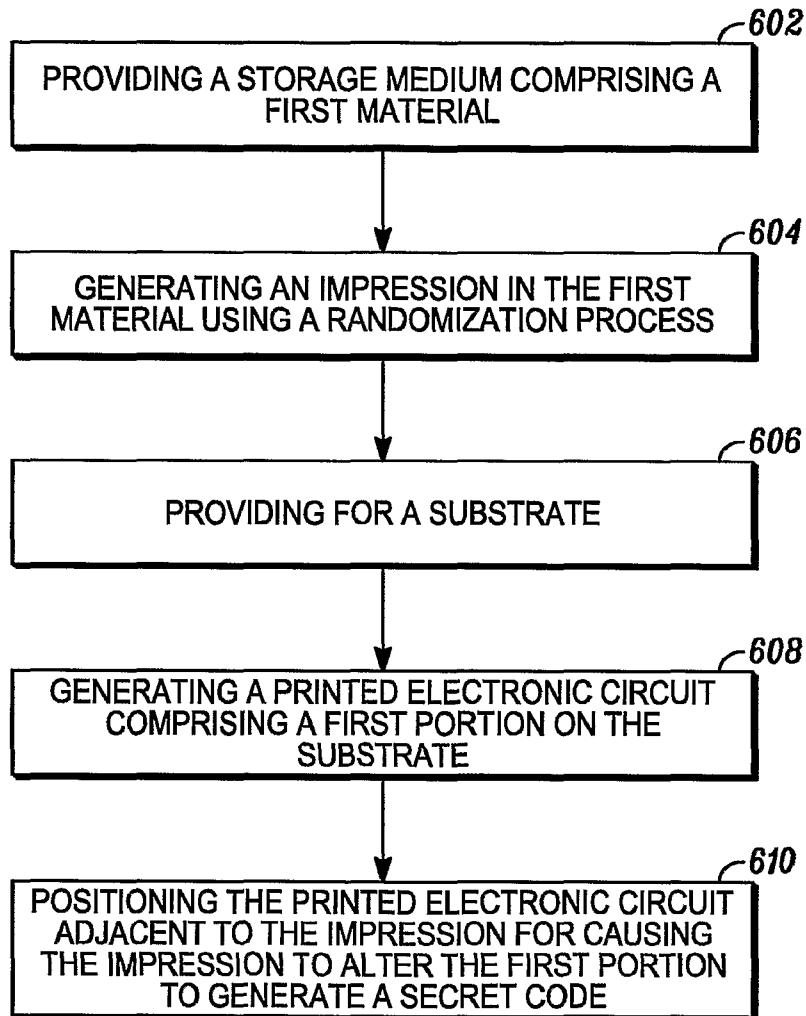 602
PROVIDING A STORAGE MEDIUM COMPRISING A
FIRST MATERIAL
604
GENERATING AN IMPRESSION IN THE FIRST
MATERIAL USING A RANDOMIZATION PROCESS
606
PROVIDING FOR A SUBSTRATE
608
GENERATING A PRINTED ELECTRONIC CIRCUIT
COMPRISING A FIRST PORTION ON THE
SUBSTRATE
610
POSITIONING THE PRINTED ELECTRONIC CIRCUIT
ADJACENT TO THE IMPRESSION FOR CAUSING
THE IMPRESSION TO ALTER THE FIRST PORTION
TO GENERATE A SECRET CODE